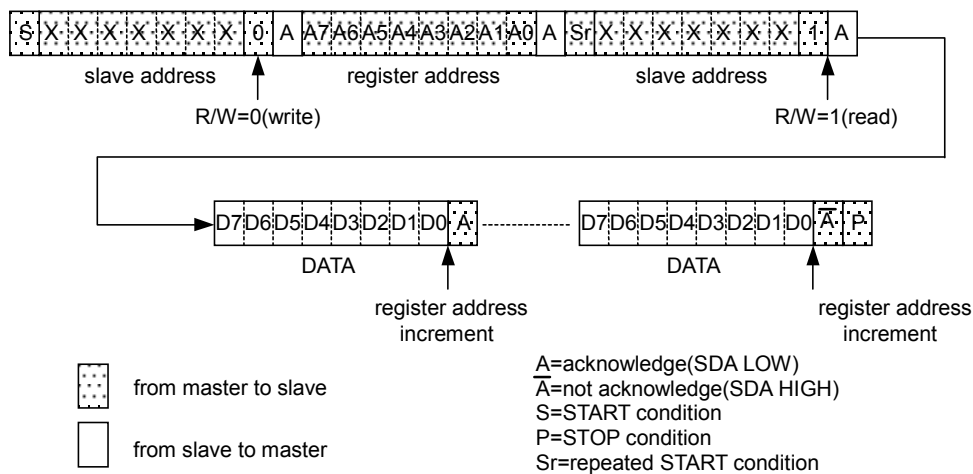 S X X X X X X X 0 A A7 A6 A5 A4 A3 A2 A1 A0 A Sr X X X X X X X 1 A
slave address register address slave address
R/W=0(write) R/W=1(read)
D7 D6 D5 D4 D3 D2 D1 D0 A D7 D6 D5 D4 D3 D2 D1 D0 A̅ P
DATA DATA
register address register address
increment increment
from master to slave
from slave to master
A=acknowledge(SDA LOW)
A̅=not acknowledge(SDA HIGH)
S=START condition
P=STOP condition
Sr=repeated START condition